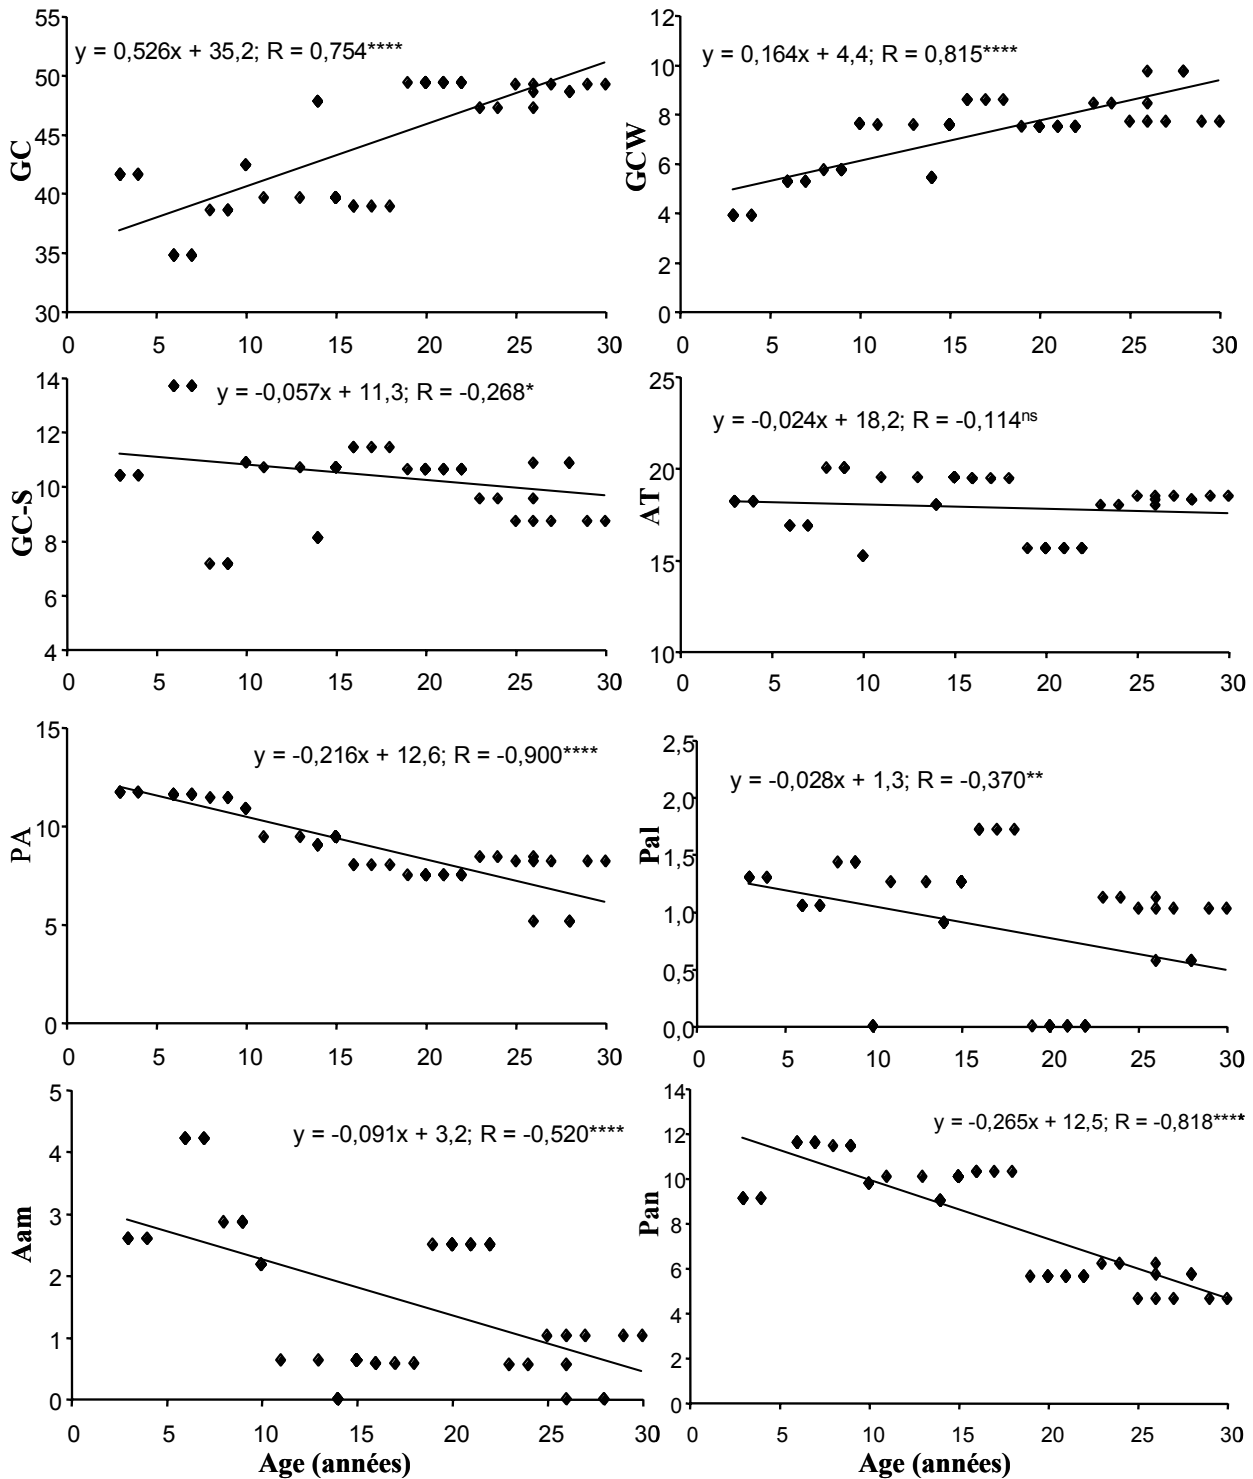 y = 0,526x + 35,2; R = 0,754****
GC
55
50
45
40
35
30
0 5 10 15 20 25 30
y = 0,164x + 4,4; R = 0,815****
GCW
12
10
8
6
4
2
0
0 5 10 15 20 25 30
y = -0,057x + 11,3; R = -0,268*
GC-S
14
12
10
8
6
4
0 5 10 15 20 25 30
y = -0,024x + 18,2; R = -0,114ns
AT
25
20
15
10
0 5 10 15 20 25 30
y = -0,216x + 12,6; R = -0,900****
PA
15
10
5
0
0 5 10 15 20 25 30
y = -0,028x + 1,3; R = -0,370**
Pal
2,5
2,0
1,5
1,0
0,5
0,0
0 5 10 15 20 25 30
y = -0,091x + 3,2; R = -0,520****
Aam
5
4
3
2
1
0
0 5 10 15 20 25 30
Age (années)
y = -0,265x + 12,5; R = -0,818****
Pan
14
12
10
8
6
4
2
0
0 5 10 15 20 25 30
Age (années)